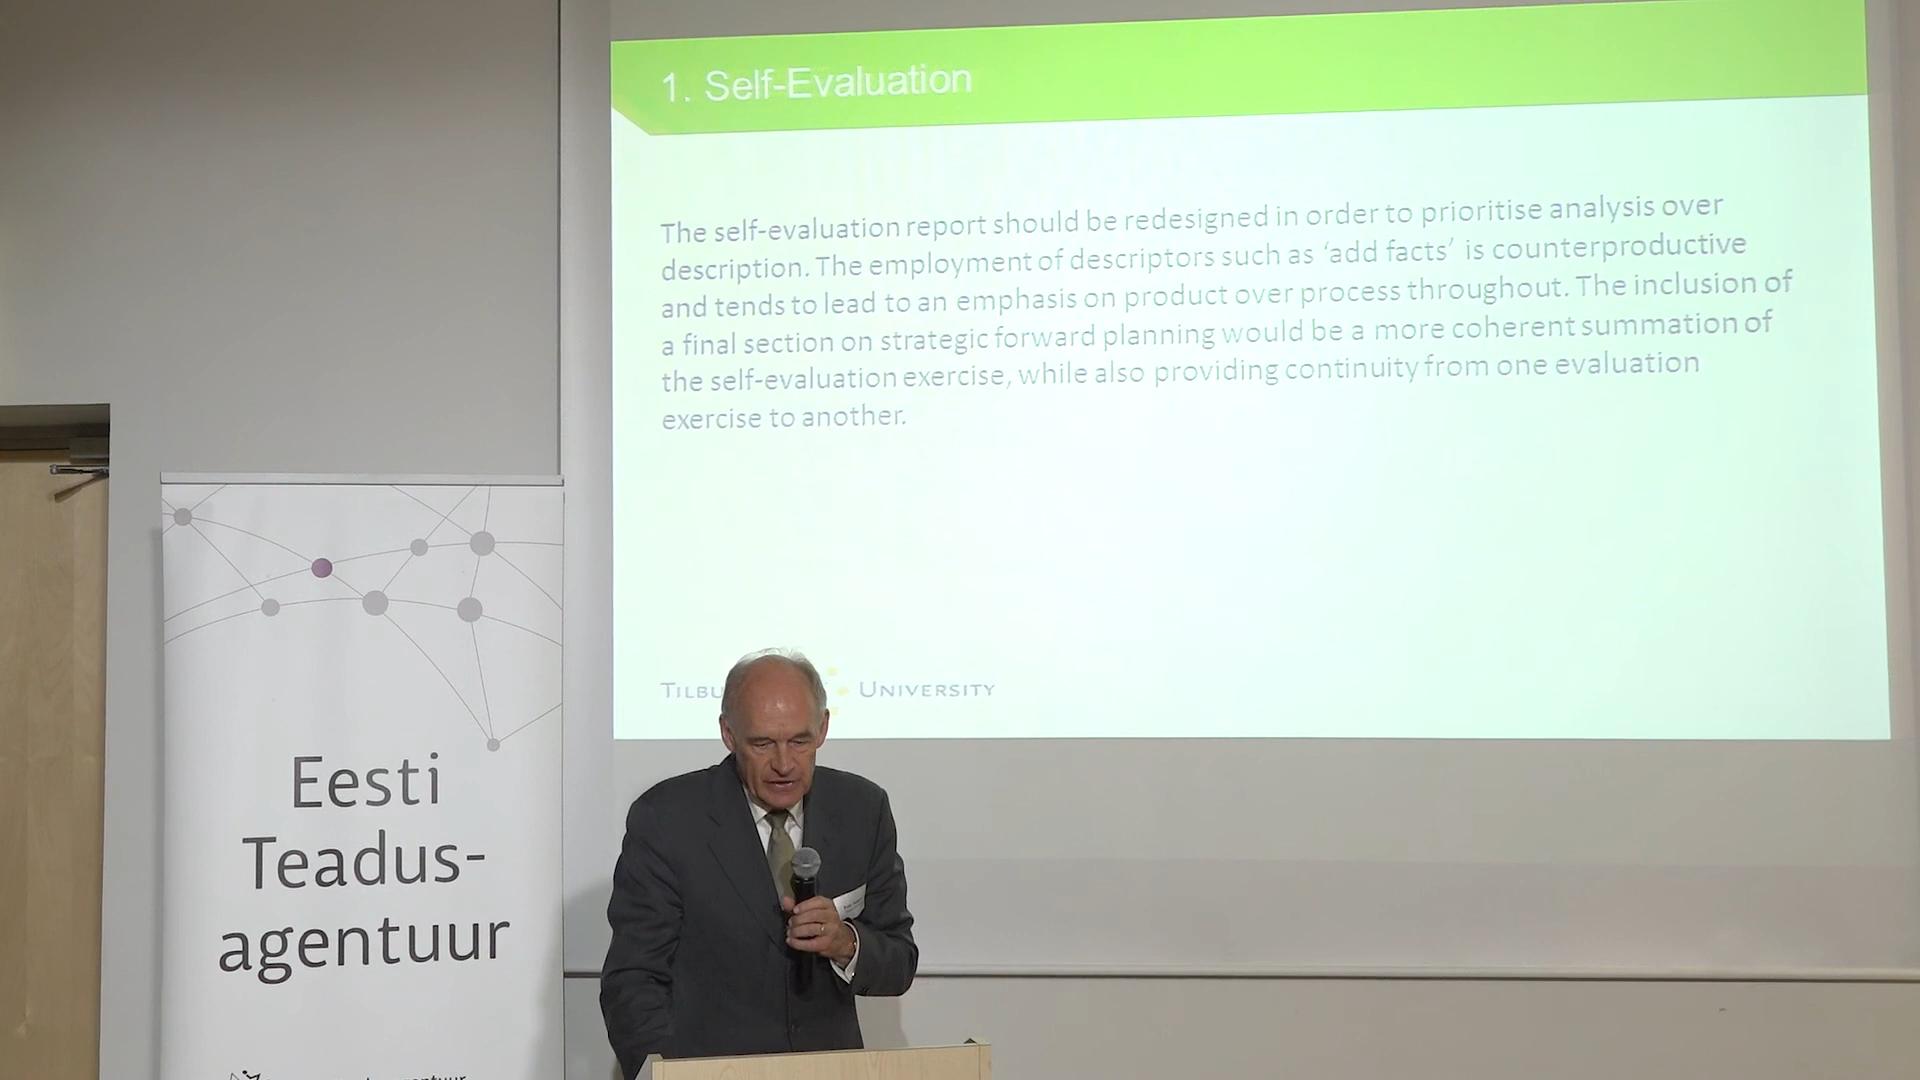 1. Self-Evaluation
The self-evaluation report should be redesigned in order to prioritise analysis over
description. The employment of descriptors such as ‘add facts’ is counterproductive
and tends to lead to an emphasis on product over process throughout. The inclusion of
a final section on strategic forward planning would be a more coherent summation of
the self-evaluation exercise, while also providing continuity from one evaluation
exercise to another.
UNIVERSITY
Eesti
Teadus-
agentuur